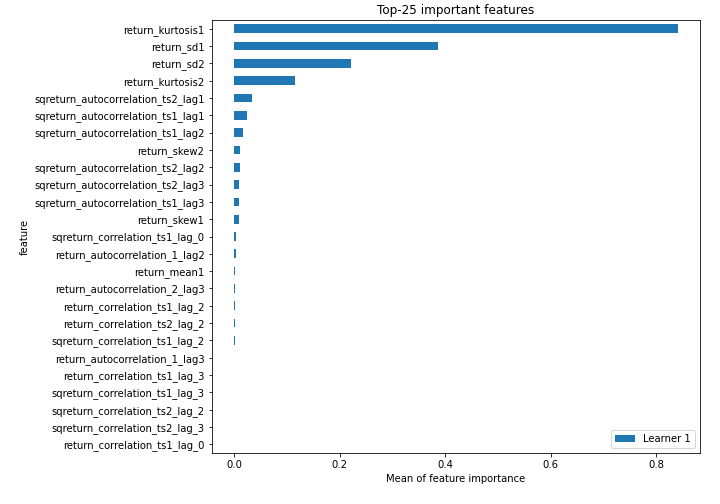 Top-25 important features
return_kurtosis1
return_sd1
return_sd2
return_kurtosis2
sqreturn_autocorrelation_ts2_lag1
sqreturn_autocorrelation_ts1_lag1
sqreturn_autocorrelation_ts1_lag2
return_skew2
sqreturn_autocorrelation_ts2_lag2
sqreturn_autocorrelation_ts2_lag3
sqreturn_autocorrelation_ts1_lag3
return_skew1
sqreturn_correlation_ts1_lag_0
return_autocorrelation_1_lag2
return_mean1
return_autocorrelation_2_lag3
return_correlation_ts1_lag_2
return_correlation_ts2_lag_2
sqreturn_correlation_ts1_lag_2
return_autocorrelation_1_lag3
return_correlation_ts1_lag_3
sqreturn_correlation_ts1_lag_3
sqreturn_correlation_ts2_lag_2
sqreturn_correlation_ts2_lag_3
return_correlation_ts1_lag_0
feature
Learner 1
0.0 0.2 0.4 0.6 0.8
Mean of feature importance